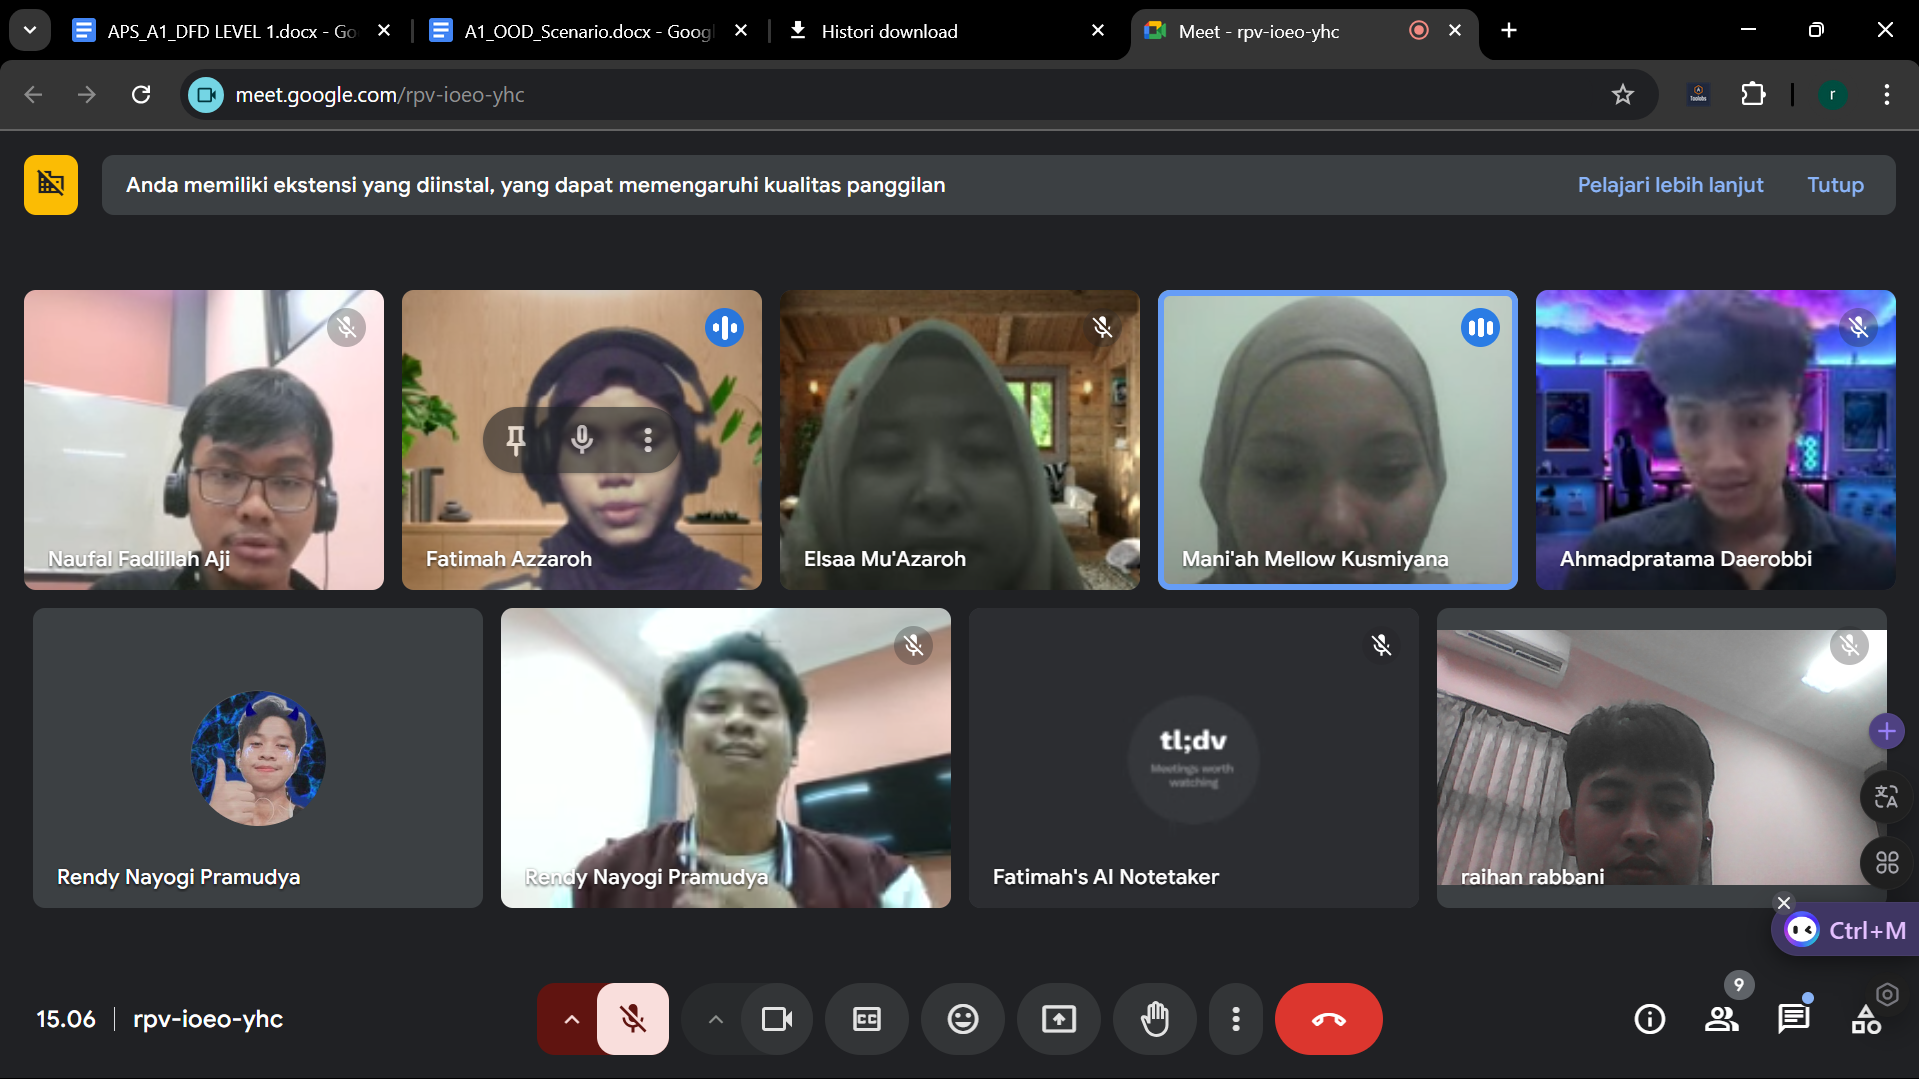 APS_A1_DFD LEVEL 1.docx - Go
A1_OOD_Scenario.docx - Googl
Histori download
Meet - rpv-ioeo-yhc
meet.google.com/rpv-ioeo-yhc
r
Anda memiliki ekstensi yang diinstal, yang dapat memengaruhi kualitas panggilan
Pelajari lebih lanjut
Tutup
Naufal Fadlillah Aji
Fatimah Azzaroh
Elsaa Mu'Azaroh
Mani'ah Mellow Kusmiyana
Ahmadpratama Daerobbi
Rendy Nayogi Pramudya
Rendy Nayogi Pramudya
tl;dv
Meetings worth
watching
Fatimah's AI Notetaker
raihan rabbani
Ctrl+M
15.06
rpv-ioeo-yhc
CC
9